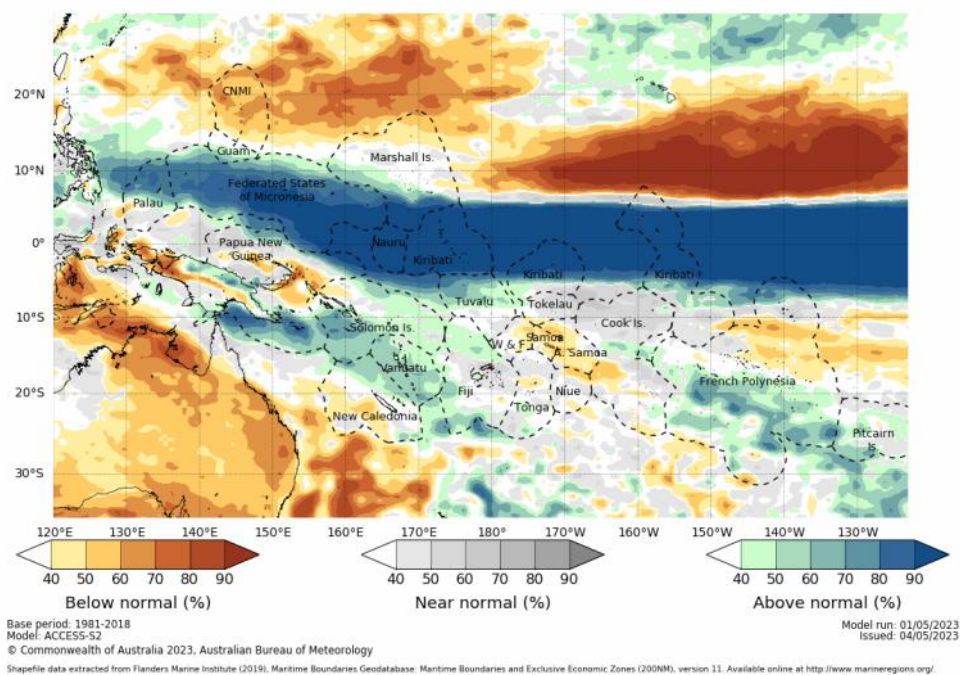 20°N
10°N
0°
10°S
20°S
30°S
CNMI
Guam
Marshall Is.
Federated States
of Micronesia
Palau
Papua New
Guinea
Nauru
Kiribati
Kiribati
Kiribati
Tuvalu
Tokelau
Solomon Is.
Cook Is.
W & F
Samoa
A. Samoa
Vanuatu
Fiji
Niue
French Polynesia
New Caledonia
Tonga
Pitcairn
Is.
120°E 130°E 140°E 150°E 160°E 170°E 180° 170°W 160°W 150°W 140°W 130°W
40 50 60 70 80 90
Below normal (%)
40 50 60 70 80 90
Near normal (%)
40 50 60 70 80 90
Above normal (%)
Base period: 1981-2018
Model: ACCESS-S2
© Commonwealth of Australia 2023, Australian Bureau of Meteorology
Model run: 01/05/2023
Issued: 04/05/2023
Shapefile data extracted from Flanders Marine Institute (2019), Maritime Boundaries Geodatabase: Maritime Boundaries and Exclusive Economic Zones (200NM), version 11. Available online at http://www.marineregions.org/.